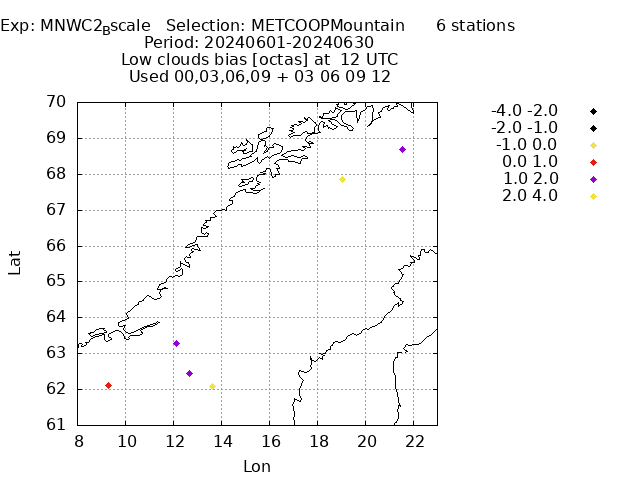 Exp: MNWC2_Bscale   Selection: METCOOPMountain      6 stations
Period: 20240601-20240630
Low clouds bias [octas] at  12 UTC
Used 00,03,06,09 + 03 06 09 12
-4.0 -2.0
-2.0 -1.0
-1.0 0.0
0.0 1.0
1.0 2.0
2.0 4.0
70
69
68
67
66
65
64
63
62
61
Lat
8 10 12 14 16 18 20 22
Lon